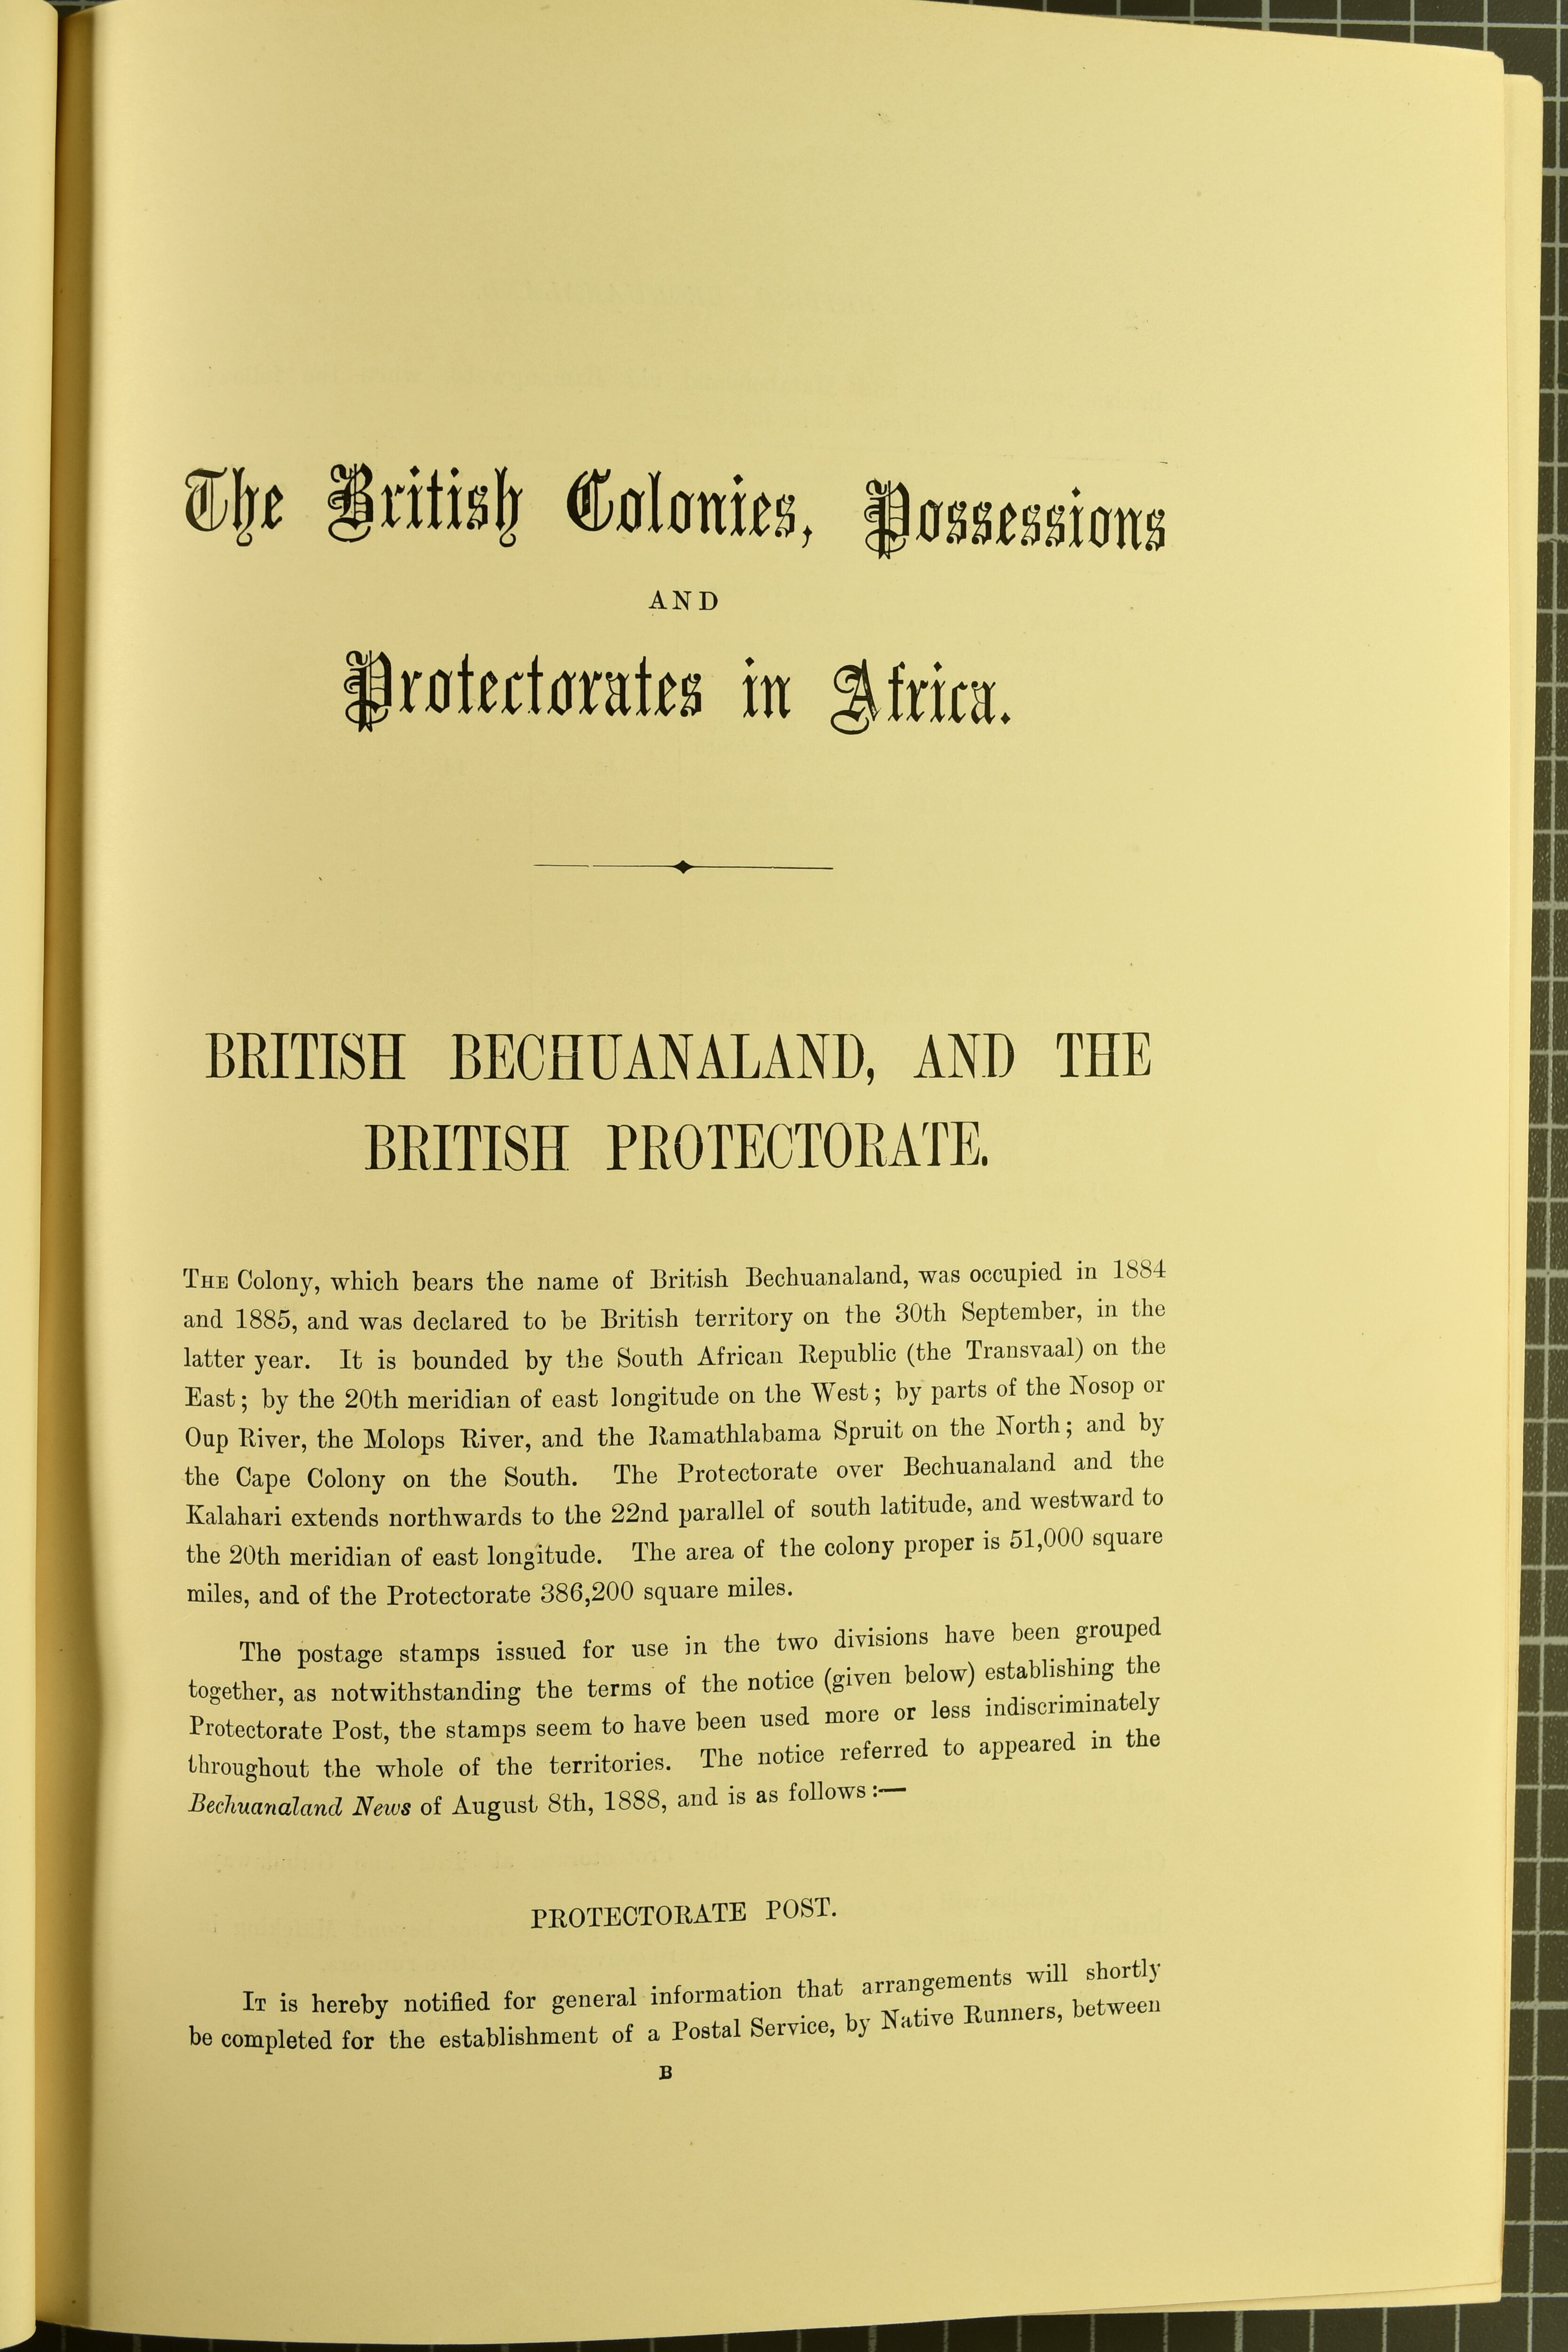 The British Colonies, Possessions
AND
Protectorates in Africa.
BRITISH BECHUANALAND, AND THE
BRITISH PROTECTORATE.
THE Colony, which bears the name of British Bechuanaland, was occupied in 1884
and 1885, and was declared to be British territory on the 30th September, in the
latter year. It is bounded by the South African Republic (the Transvaal) on the
East; by the 20th meridian of east longitude on the West; by parts of the Nosop or
Oup River, the Molops River, and the Ramathlabama Spruit on the North; and by
the Cape Colony on the South. The Protectorate over Bechuanaland and the
Kalahari extends northwards to the 22nd parallel of south latitude, and westward to
the 20th meridian of east longitude. The area of the colony proper is 51,000 square
miles, and of the Protectorate 386,200 square miles.
The postage stamps issued for use in the two divisions have been grouped
together, as notwithstanding the terms of the notice (given below) establishing the
Protectorate Post, the stamps seem to have been used more or less indiscriminately
throughout the whole of the territories. The notice referred to appeared in the
Bechuanaland News of August 8th, 1888, and is as follows:—
PROTECTORATE POST.
IT is hereby notified for general information that arrangements will shortly
be completed for the establishment of a Postal Service, by Native Runners, between
B